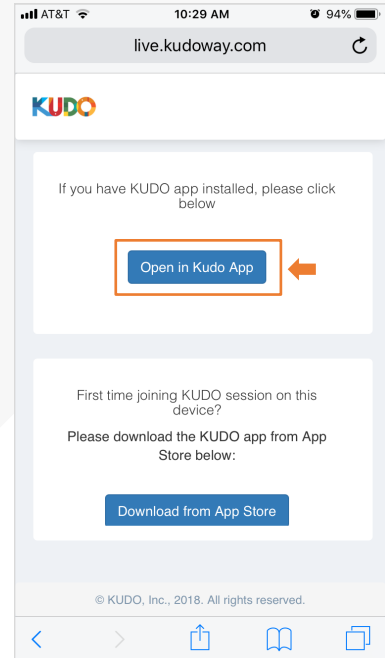 AT&T 10:29 AM 94%
live.kudoway.com
KUDO
If you have KUDO app installed, please click
below
Open in Kudo App
First time joining KUDO session on this
device?
Please download the KUDO app from App
Store below:
Download from App Store
© KUDO, Inc., 2018. All rights reserved.